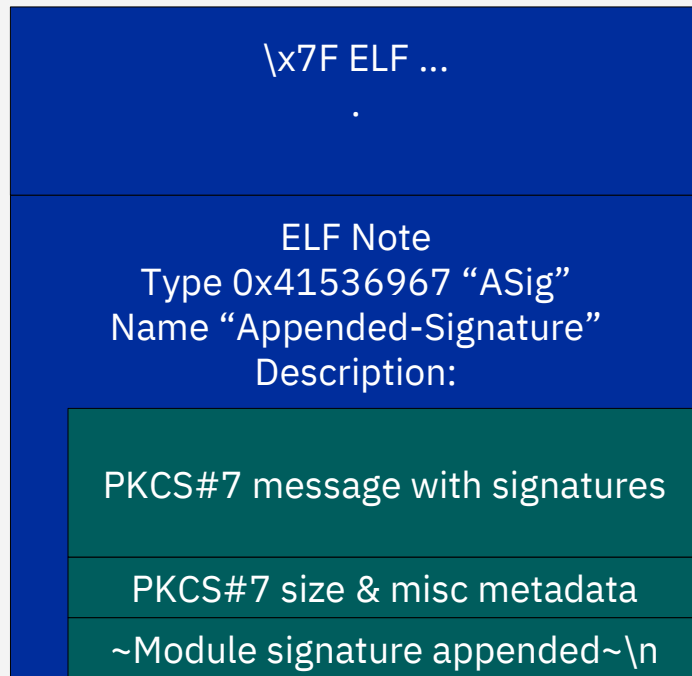 \x7F ELF ...
.
ELF Note
Type 0x41536967 “ASig”
Name “Appended-Signature”
Description:
PKCS#7 message with signatures
PKCS#7 size & misc metadata
~Module signature appended~\n